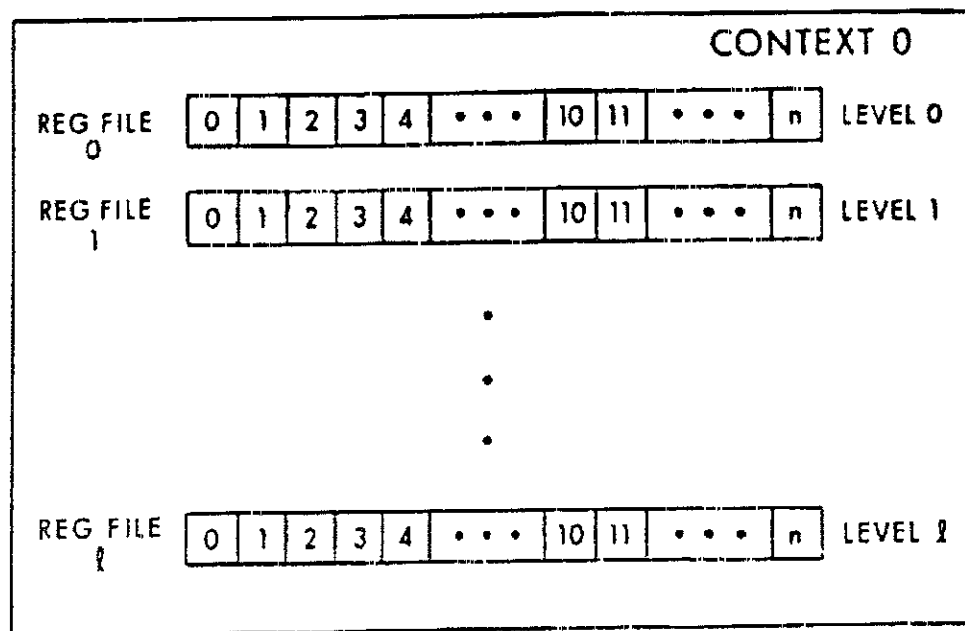 CONTEXT 0
REG FILE 0 0 1 2 3 4 • • • 10 11 • • • n LEVEL 0
REG FILE 1 0 1 2 3 4 • • • 10 11 • • • n LEVEL 1
•
•
•
REG FILE ℓ 0 1 2 3 4 • • • 10 11 • • • n LEVEL ℓ